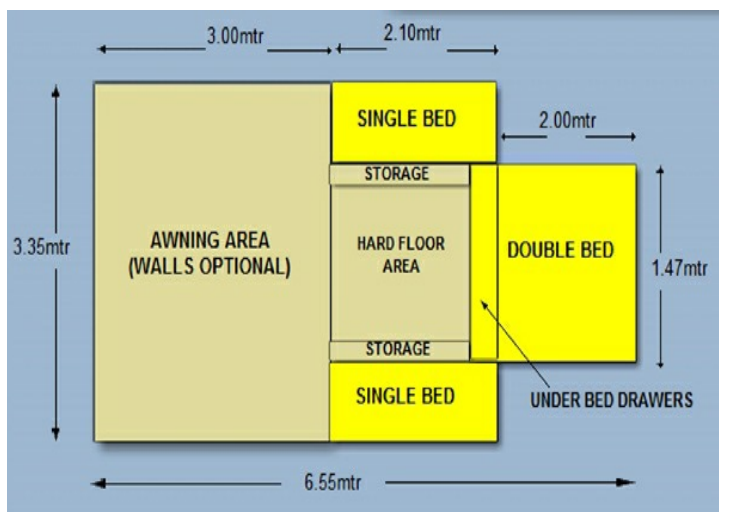 3.00mtr
2.10mtr
SINGLE BED
2.00mtr
STORAGE
3.35mtr
AWNING AREA
(WALLS OPTIONAL)
HARD FLOOR
AREA
DOUBLE BED
1.47mtr
STORAGE
SINGLE BED
UNDER BED DRAWERS
6.55mtr